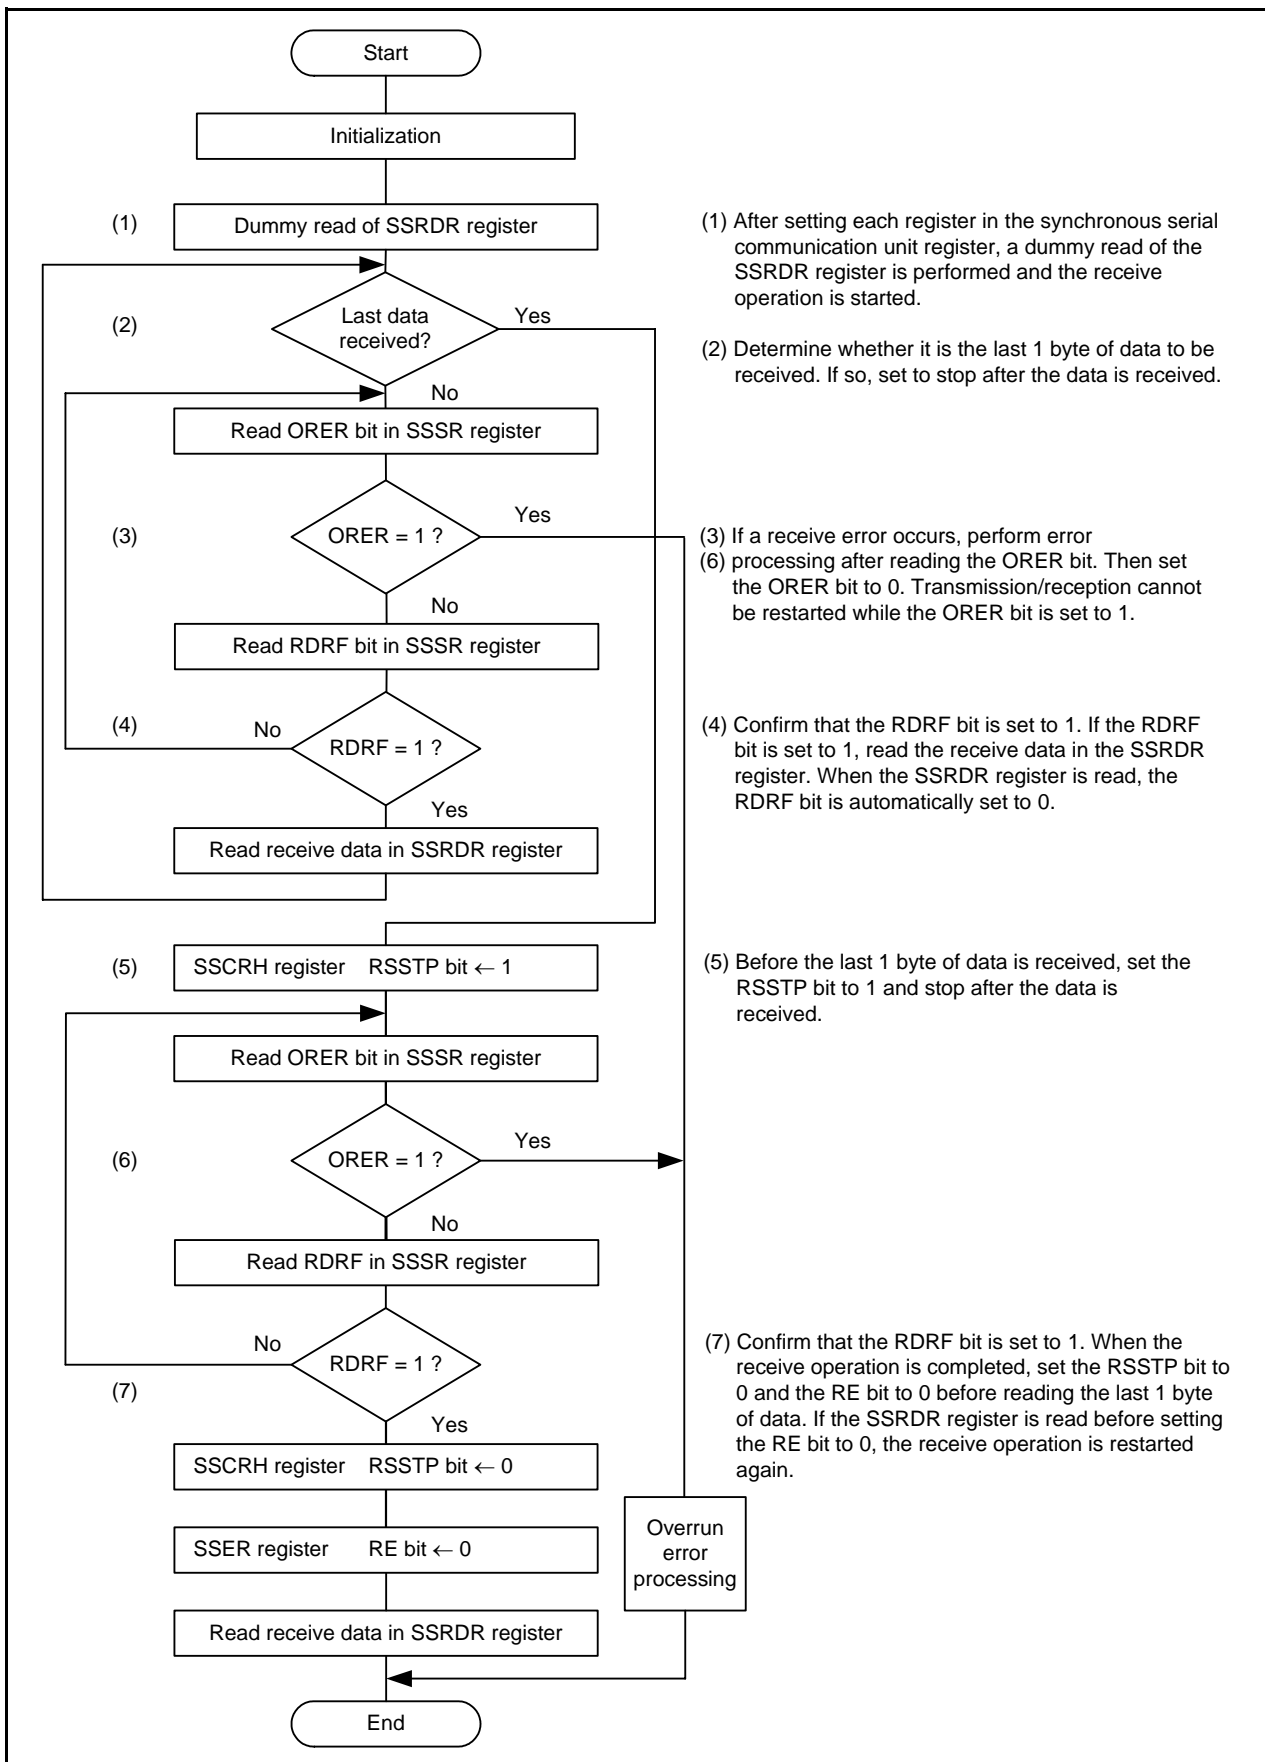 Start
Initialization
(1)
Dummy read of SSRDR register
(2)
Last data
received?
Yes
No
Read ORER bit in SSSR register
(3)
ORER = 1 ?
Yes
No
Read RDRF bit in SSSR register
(4)
No
RDRF = 1 ?
Yes
Read receive data in SSRDR register
(5)
SSCRH register RSSTP bit ← 1
Read ORER bit in SSSR register
(6)
ORER = 1 ?
Yes
No
Read RDRF in SSSR register
No
RDRF = 1 ?
(7)
Yes
SSCRH register RSSTP bit ← 0
SSER register RE bit ← 0
Read receive data in SSRDR register
Overrun
error
processing
End
(1) After setting each register in the synchronous serial
communication unit register, a dummy read of the
SSRDR register is performed and the receive
operation is started.
(2) Determine whether it is the last 1 byte of data to be
received. If so, set to stop after the data is received.
(3) If a receive error occurs, perform error
(6) processing after reading the ORER bit. Then set
the ORER bit to 0. Transmission/reception cannot
be restarted while the ORER bit is set to 1.
(4) Confirm that the RDRF bit is set to 1. If the RDRF
bit is set to 1, read the receive data in the SSRDR
register. When the SSRDR register is read, the
RDRF bit is automatically set to 0.
(5) Before the last 1 byte of data is received, set the
RSSTP bit to 1 and stop after the data is
received.
(7) Confirm that the RDRF bit is set to 1. When the
receive operation is completed, set the RSSTP bit to
0 and the RE bit to 0 before reading the last 1 byte
of data. If the SSRDR register is read before setting
the RE bit to 0, the receive operation is restarted
again.